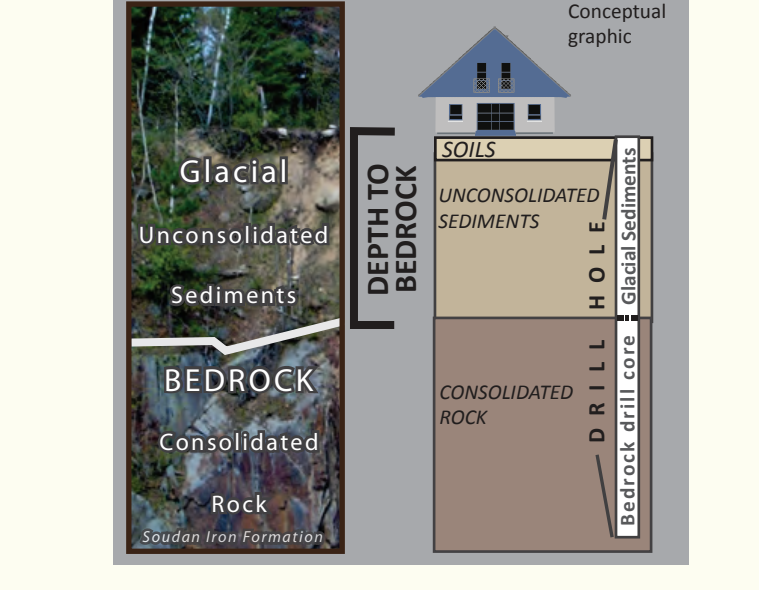 Conceptual
graphic
Glacial
Unconsolidated
Sediments
BEDROCK
Consolidated
Rock
Soudan Iron Formation
DEPTH TO
BEDROCK
SOILS
UNCONSOLIDATED
SEDIMENTS
CONSOLIDATED
ROCK
DRILL HOLE
Glacial Sediments
Bedrock drill core